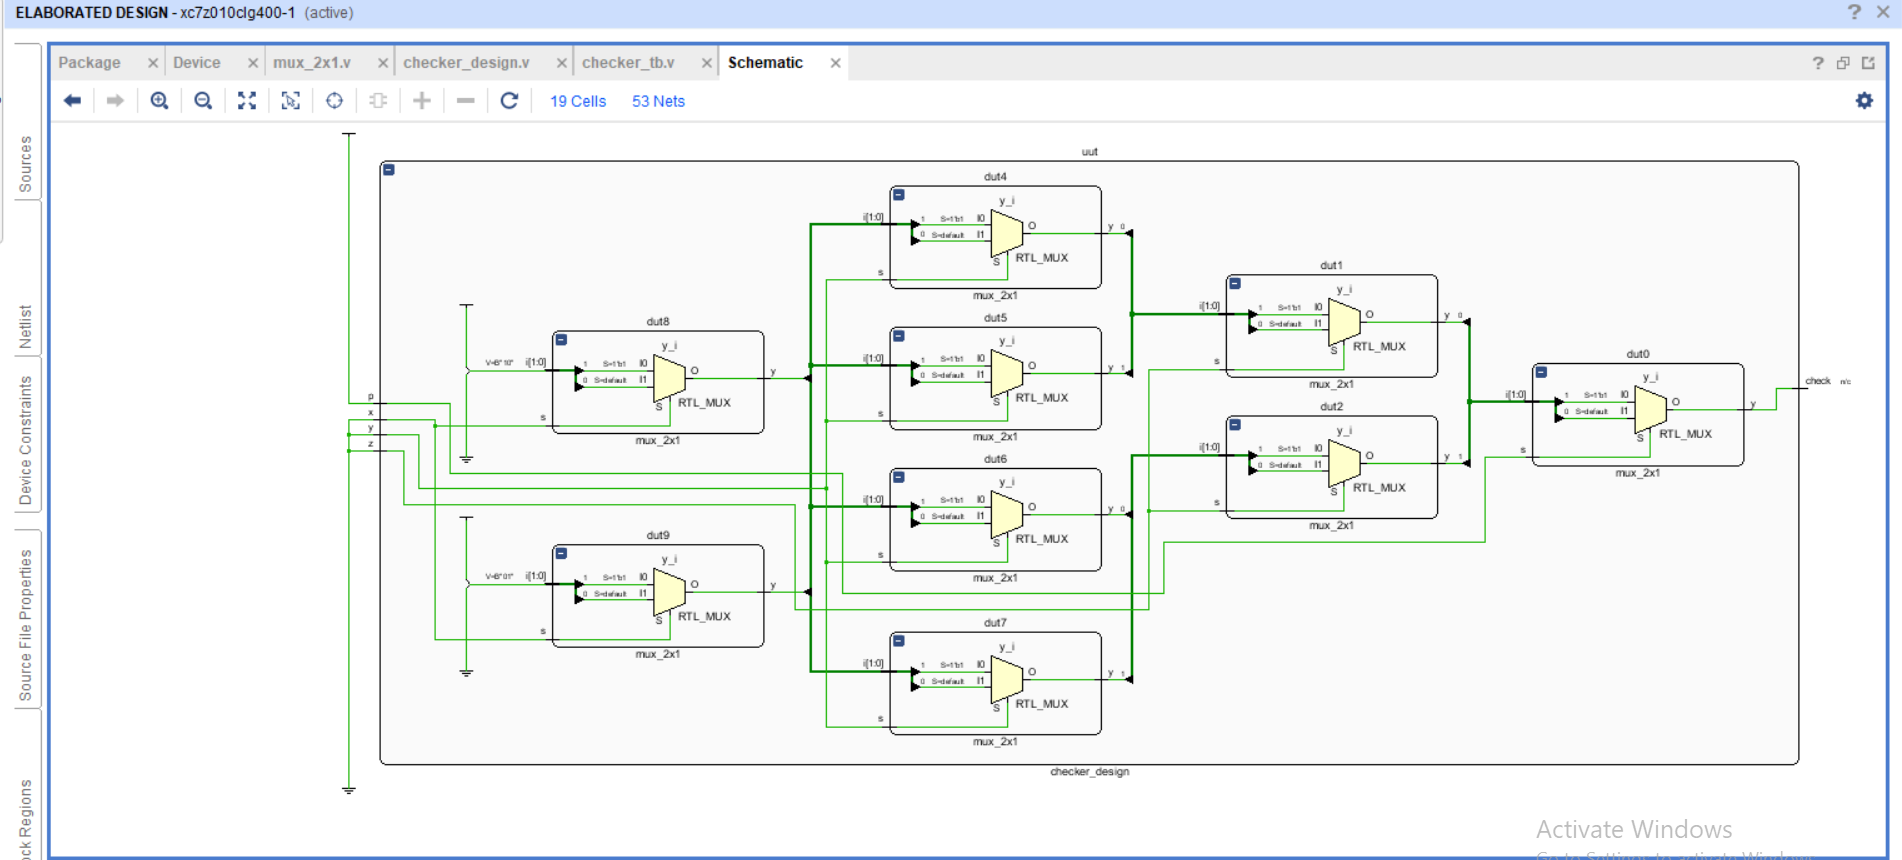 ELABORATED DESIGN - xc7z010clg400-1 (active)
Package
Device
mux_2x1.v
checker_design.v
checker_tb.v
Schematic
19 Cells
53 Nets
Sources
Netlist
Device Constraints
Source File Properties
ock Regions
uut
dut4
y_i
i[1:0]
1 S=1'b1 I0
0 S=default I1
O
S
RTL_MUX
y 0
s
mux_2x1
dut5
y_i
i[1:0]
1 S=1'b1 I0
0 S=default I1
O
S
RTL_MUX
y 1
s
mux_2x1
dut6
y_i
i[1:0]
1 S=1'b1 I0
0 S=default I1
O
S
RTL_MUX
y 0
s
mux_2x1
dut7
y_i
i[1:0]
1 S=1'b1 I0
0 S=default I1
O
S
RTL_MUX
y 1
s
mux_2x1
dut8
y_i
V=B"10" i[1:0]
1 S=1'b1 I0
0 S=default I1
O
S
RTL_MUX
y
s
mux_2x1
dut9
y_i
V=B"01" i[1:0]
1 S=1'b1 I0
0 S=default I1
O
S
RTL_MUX
y
s
mux_2x1
p
x
y
z
dut1
y_i
i[1:0]
1 S=1'b1 I0
0 S=default I1
O
S
RTL_MUX
y 0
s
mux_2x1
dut2
y_i
i[1:0]
1 S=1'b1 I0
0 S=default I1
O
S
RTL_MUX
y 1
s
mux_2x1
dut0
y_i
i[1:0]
1 S=1'b1 I0
0 S=default I1
O
S
RTL_MUX
y
s
mux_2x1
check n/c
checker_design
Activate Windows